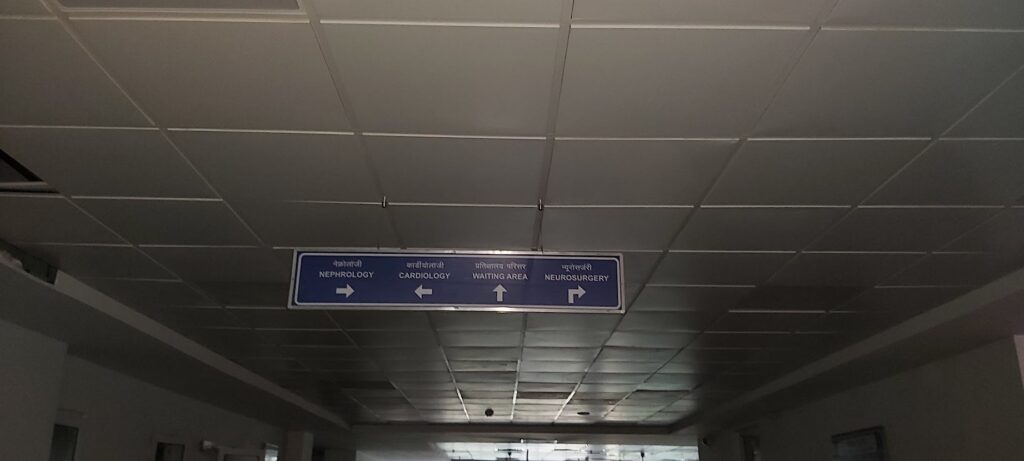 नेफ्रोलॉजी
NEPHROLOGY
कार्डीयोलाजी
CARDIOLOGY
प्रतिक्षालय परिसर
WAITING AREA
न्यूरोसर्जरी
NEUROSURGERY